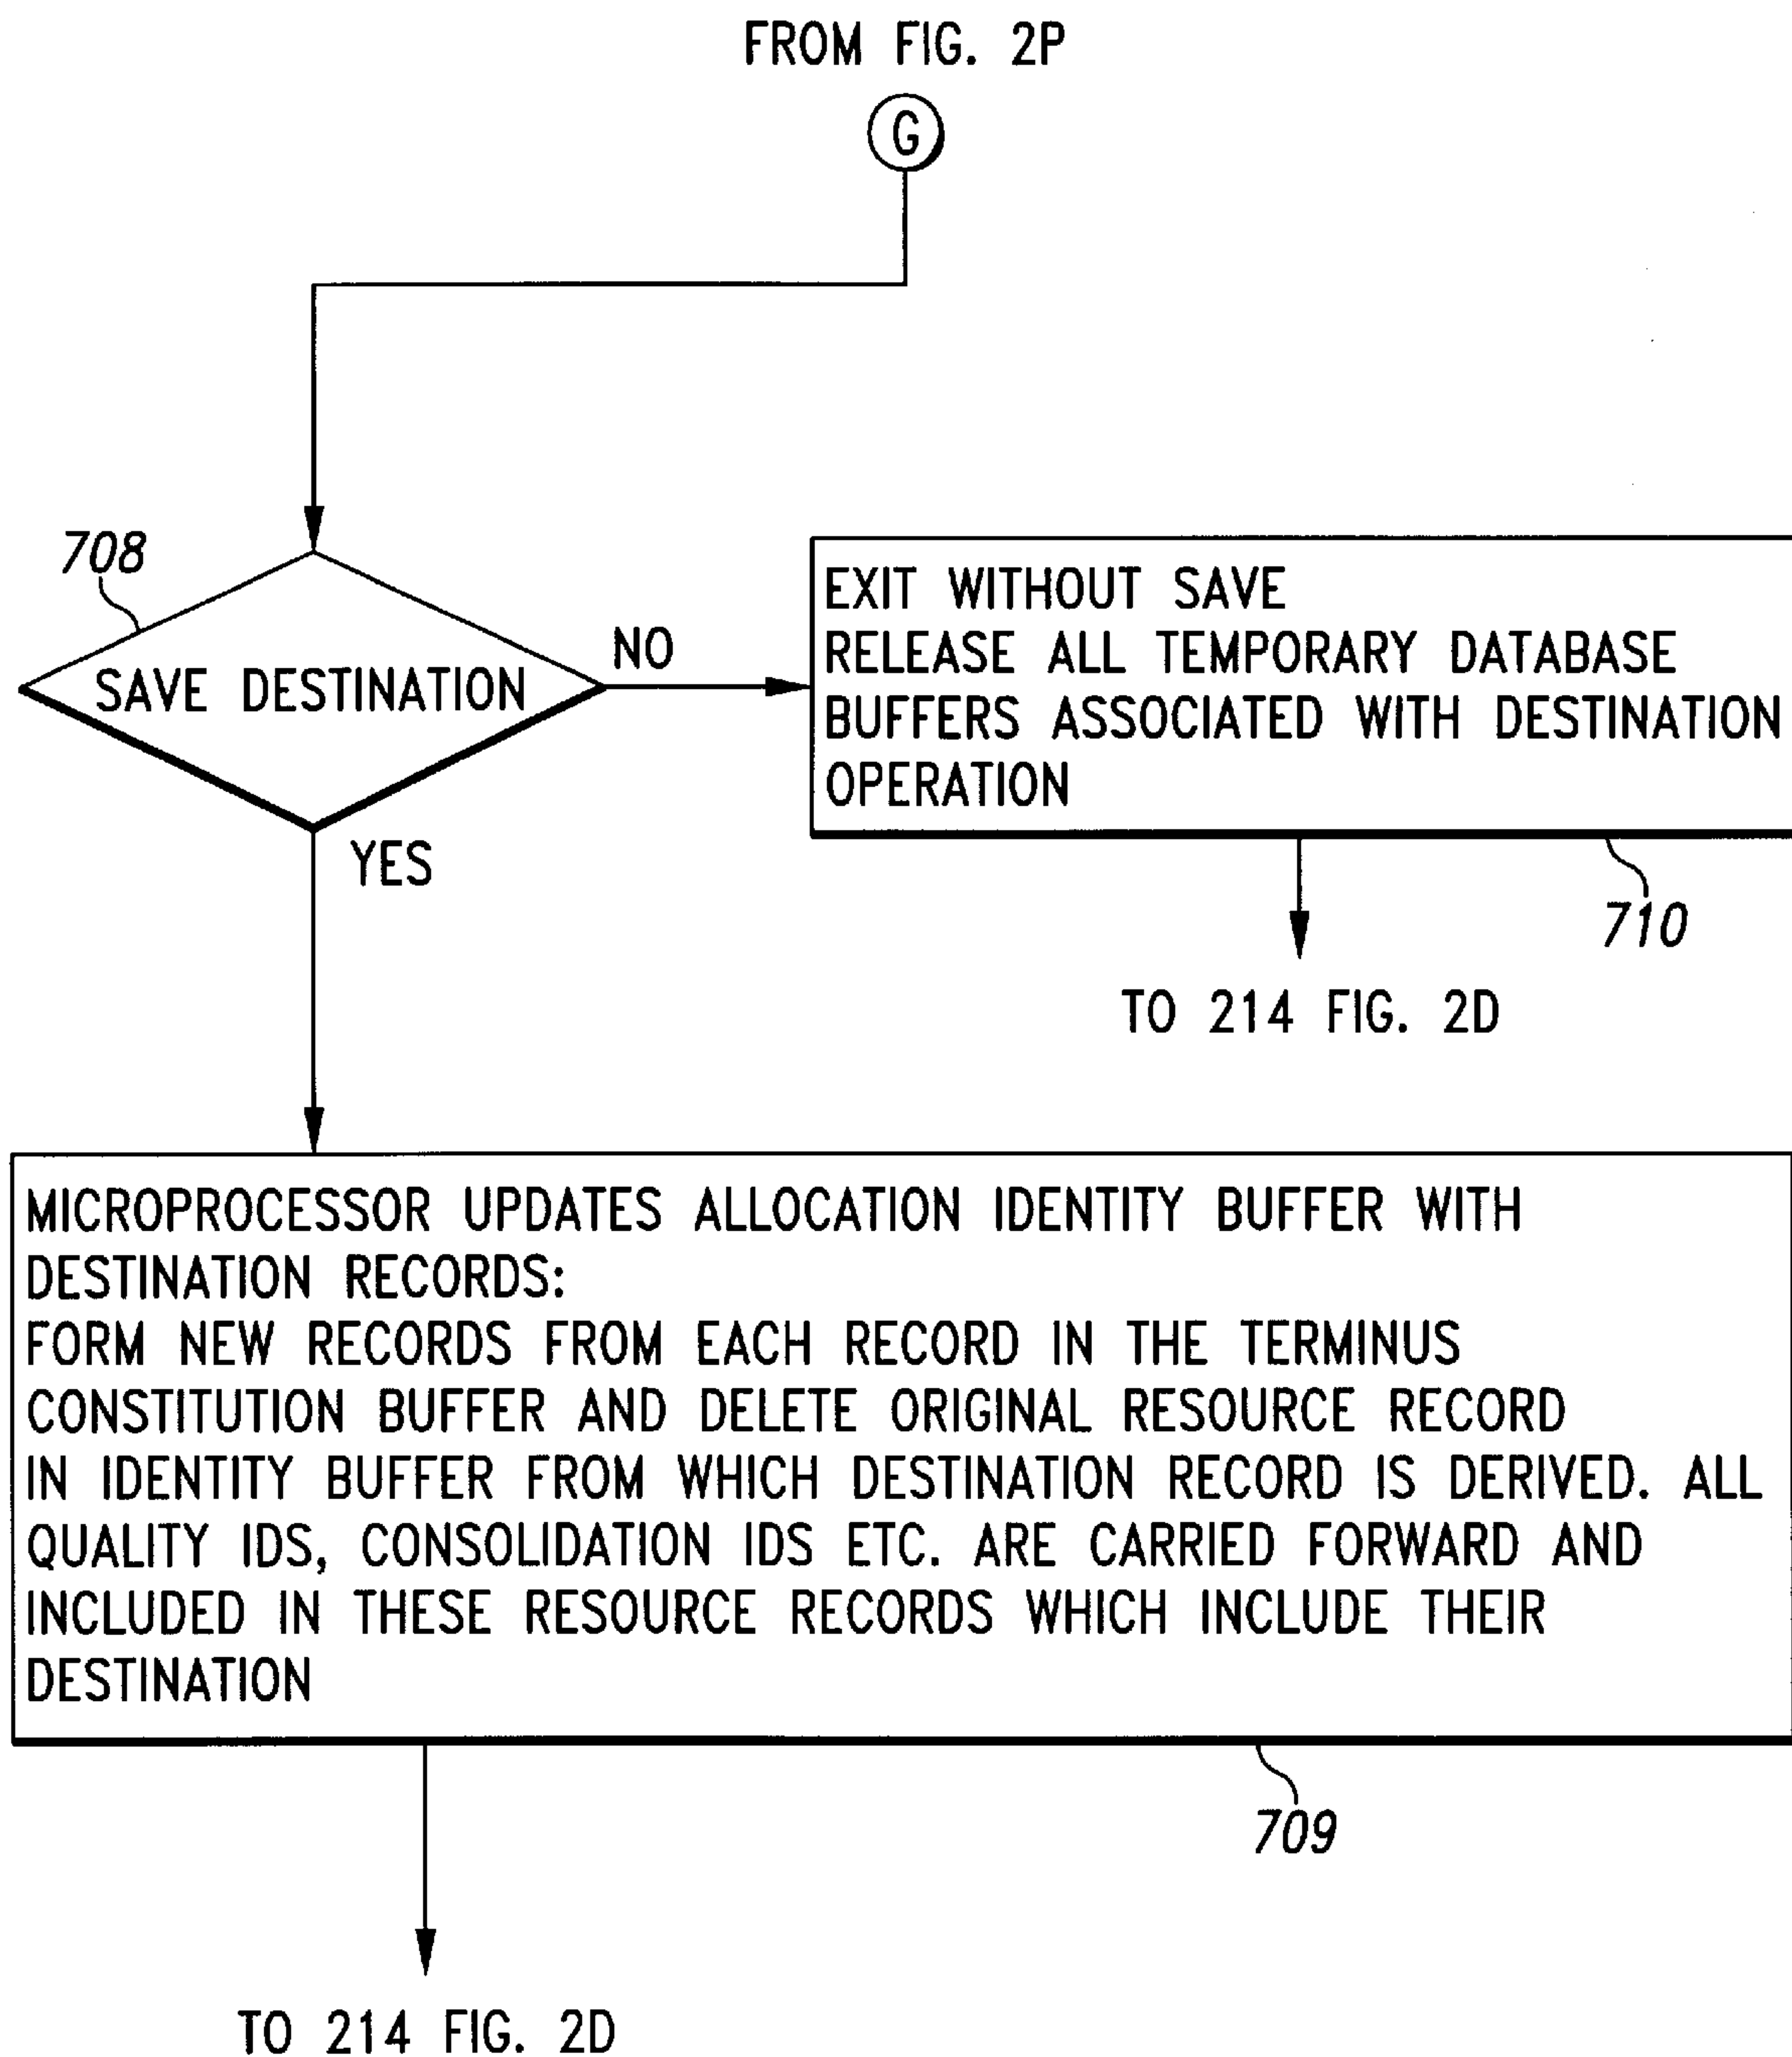 FROM FIG. 2P
G
708
SAVE DESTINATION
NO
YES
EXIT WITHOUT SAVE
RELEASE ALL TEMPORARY DATABASE
BUFFERS ASSOCIATED WITH DESTINATION
OPERATION
710
TO 214 FIG. 2D
MICROPROCESSOR UPDATES ALLOCATION IDENTITY BUFFER WITH
DESTINATION RECORDS:
FORM NEW RECORDS FROM EACH RECORD IN THE TERMINUS
CONSTITUTION BUFFER AND DELETE ORIGINAL RESOURCE RECORD
IN IDENTITY BUFFER FROM WHICH DESTINATION RECORD IS DERIVED. ALL
QUALITY IDS, CONSOLIDATION IDS ETC. ARE CARRIED FORWARD AND
INCLUDED IN THESE RESOURCE RECORDS WHICH INCLUDE THEIR
DESTINATION
709
TO 214 FIG. 2D